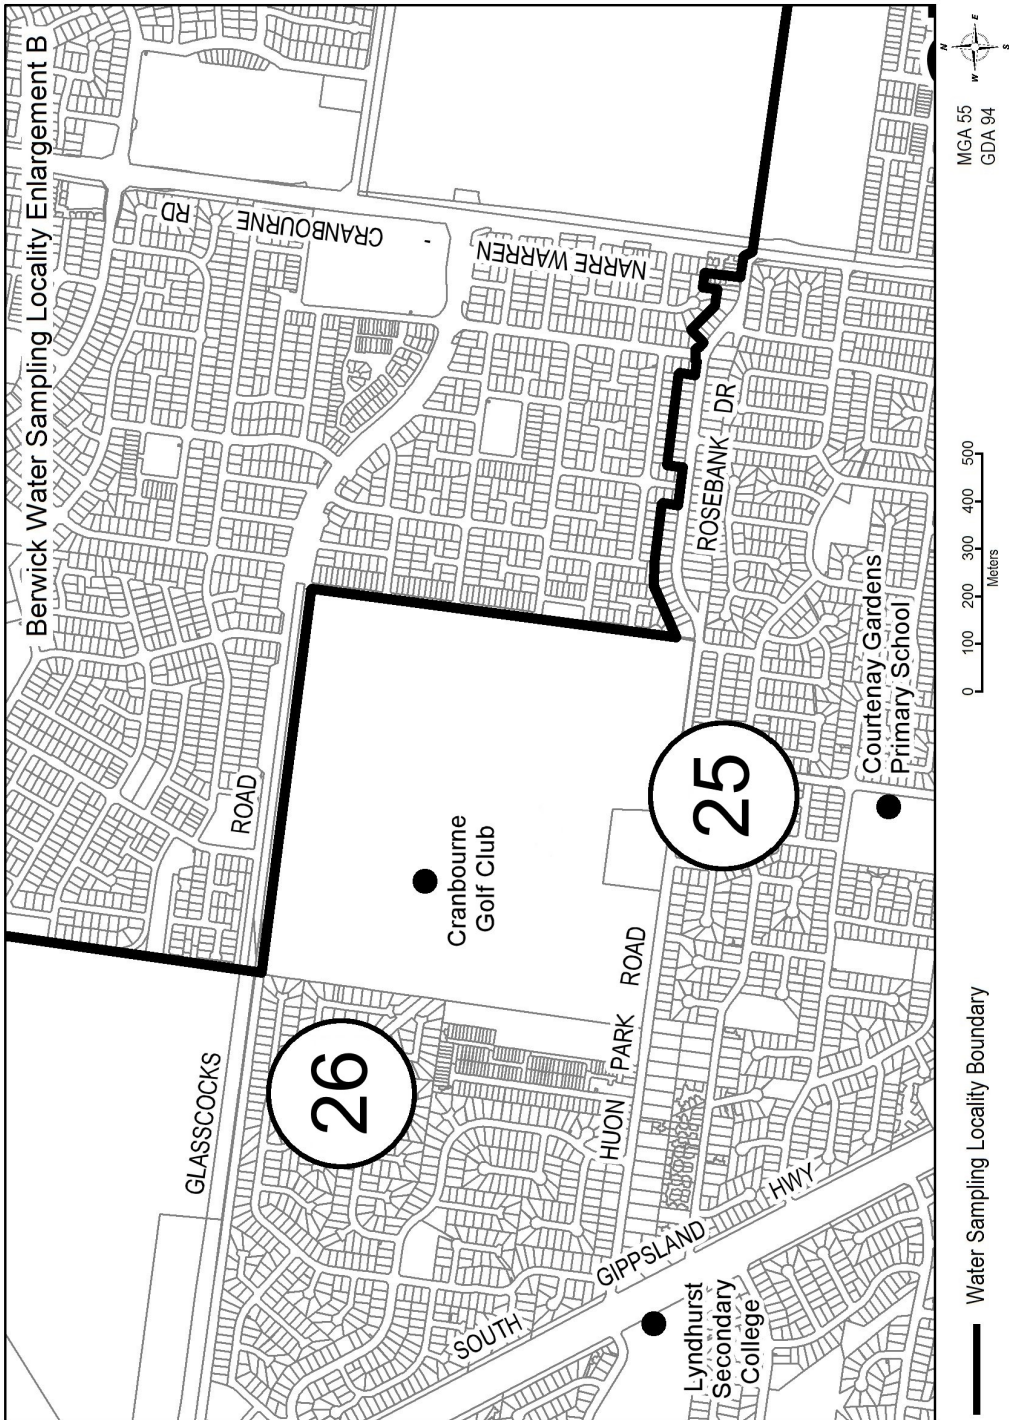 Berwick Water Sampling Locality Enlargement B
GLASSCOCKS
ROAD
CRANBOURNE
RD
NARRE WARREN
26
Cranbourne
Golf Club
HUON
PARK
ROAD
25
ROSEBANK
DR
SOUTH
GIPPSLAND
HWY
Lyndhurst
Secondary
College
Courtenay Gardens
Primary School
Water Sampling Locality Boundary
0 100 200 300 400 500
Meters
MGA 55
GDA 94
N
E
S
W